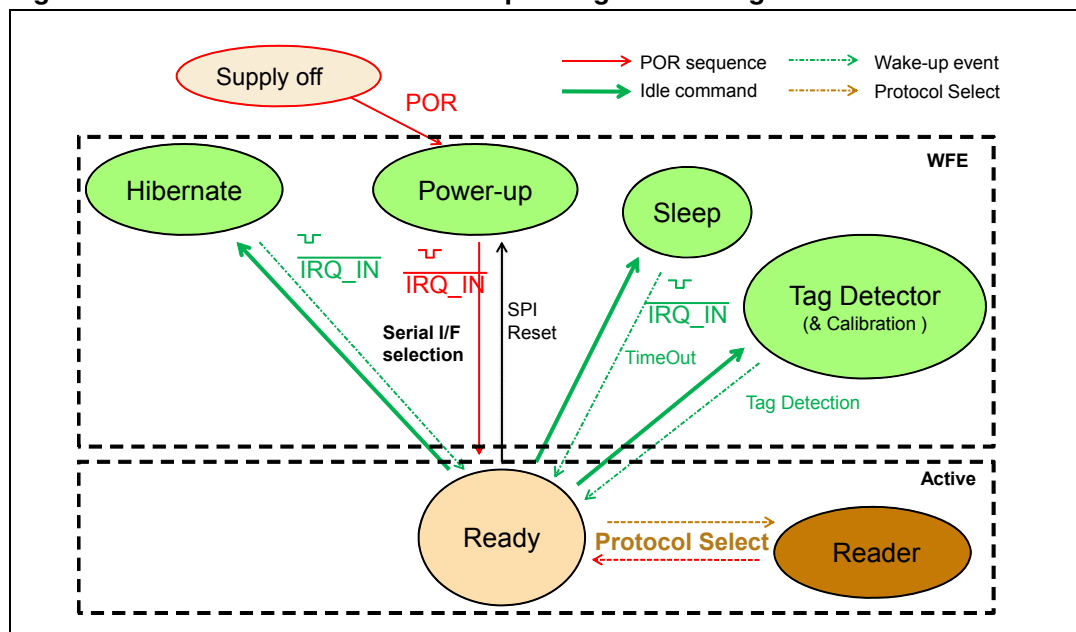 Supply off
POR
POR sequence
Wake-up event
Idle command
Protocol Select
WFE
Hibernate
Power-up
Sleep
Tag Detector
(& Calibration )
IRQ_IN
IRQ_IN
IRQ_IN
Serial I/F
selection
SPI
Reset
TimeOut
Tag Detection
Active
Ready
Protocol Select
Reader